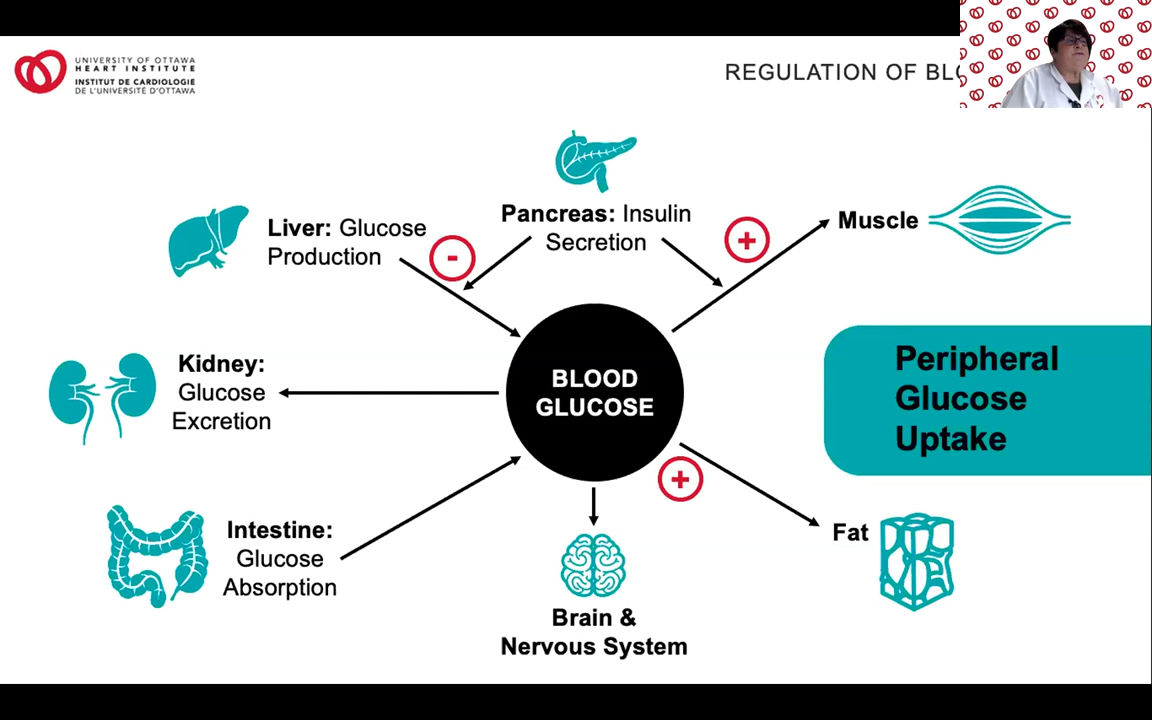 UNIVERSITY OF OTTAWA
HEART INSTITUTE
INSTITUT DE CARDIOLOGIE
DE L'UNIVERSITÉ D'OTTAWA
REGULATION OF
Pancreas: Insulin
Secretion
Liver: Glucose
Production
-
+
Muscle
Kidney:
Glucose
Excretion
BLOOD
GLUCOSE
Peripheral
Glucose
Uptake
+
Intestine:
Glucose
Absorption
Fat
Brain &
Nervous System